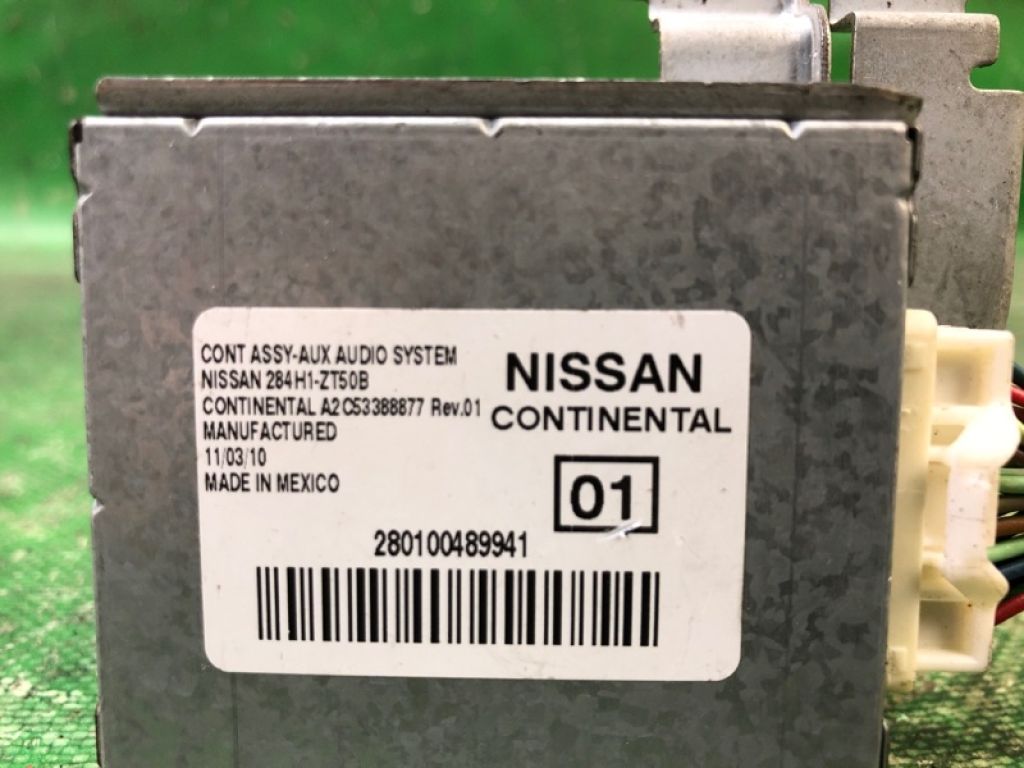 CONT ASSY-AUX AUDIO SYSTEM
NISSAN 284H1-ZT50B
CONTINENTAL A2C53388877 Rev.01
MANUFACTURED
11/03/10
MADE IN MEXICO
NISSAN
CONTINENTAL
01
280100489941